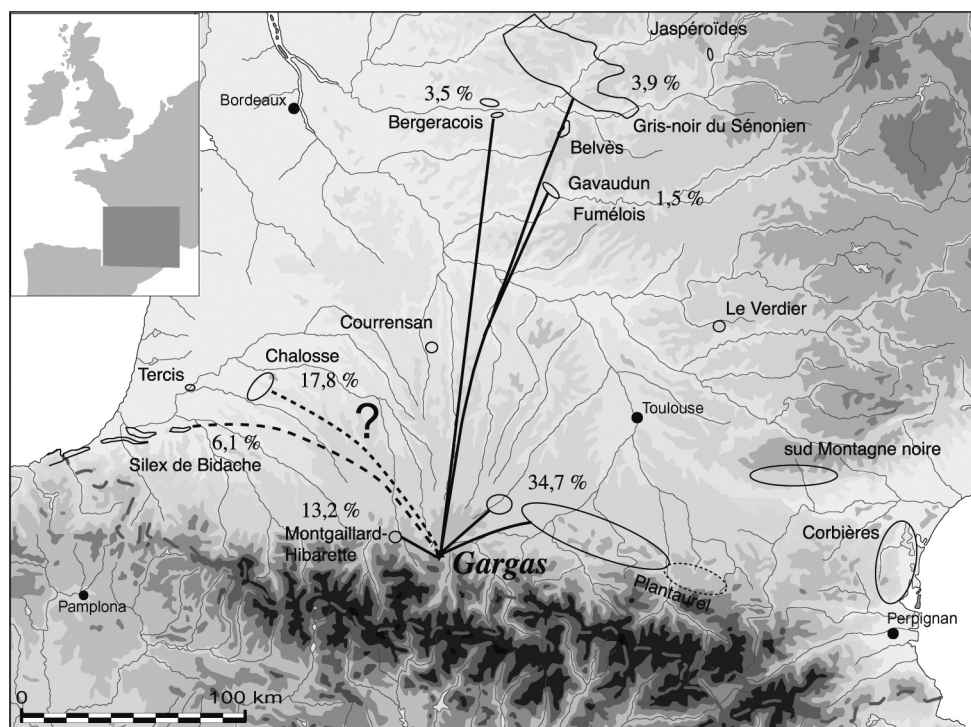 Jaspéroïdes
3,9 %
3,5 %
Bordeaux
Bergeracois
Gris-noir du Sénonien
Belvès
Gavaudun
Fumélois
1,5 %
Le Verdier
Courrensan
Chalosse
17,8 %
Tercis
?
Toulouse
6,1 %
Silex de Bidache
sud Montagne noire
34,7 %
13,2 %
Montgaillard-
Hibarette
Corbières
Gargas
Plantaurel
Pamplona
Perpignan
0
100 km